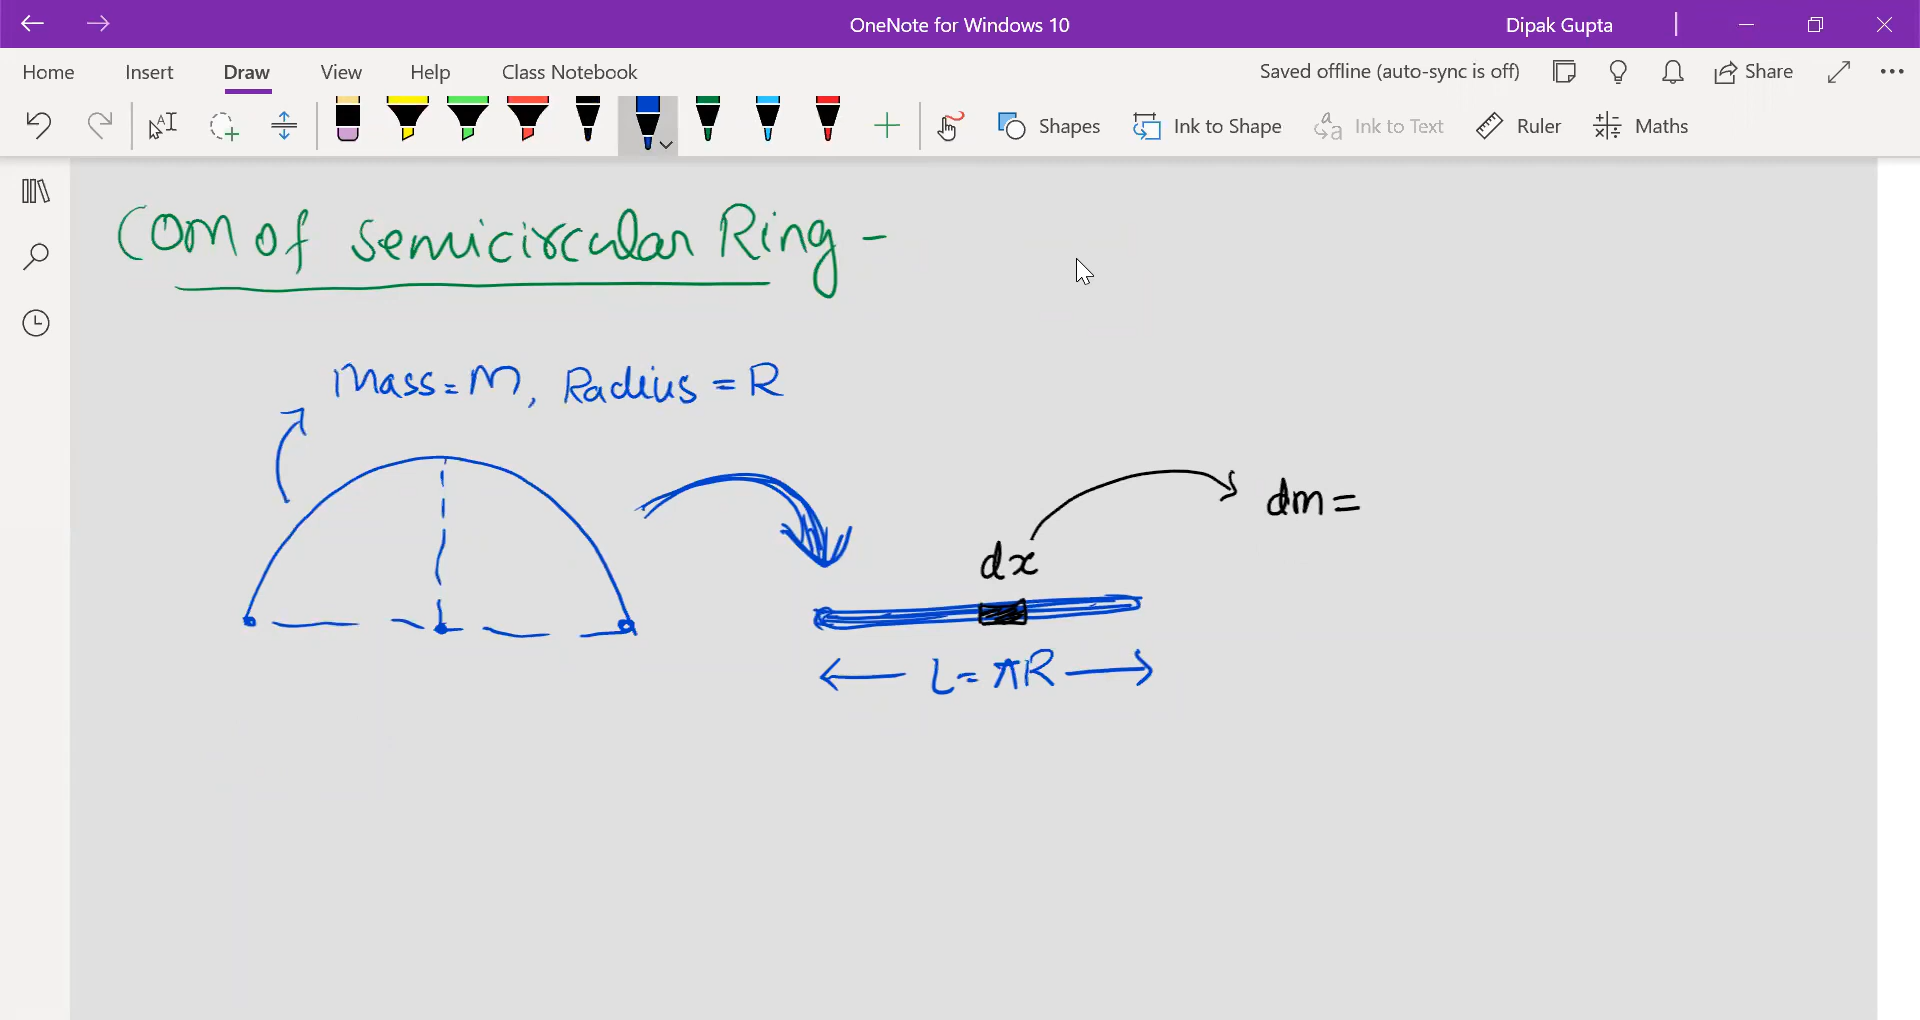 OneNote for Windows 10
Dipak Gupta
Home Insert Draw View Help Class Notebook
Saved offline (auto-sync is off) Share
Shapes Ink to Shape Ink to Text Ruler Maths
COM of Semicircular Ring -
Mass = M, Radius = R
dm =
dx
L = πR